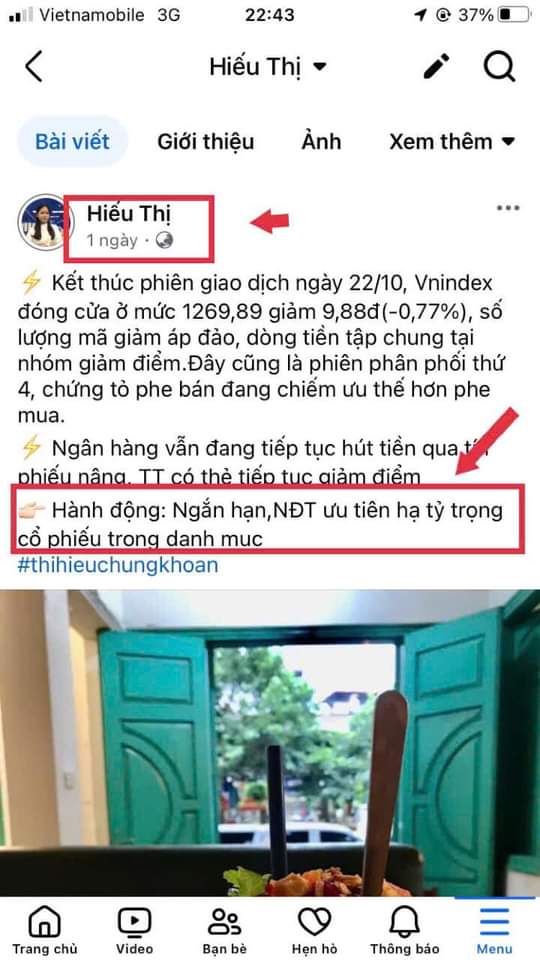 Vietnamobile 3G 22:43 37%
Hiếu Thị
Bài viết Giới thiệu Ảnh Xem thêm
Hiếu Thị
1 ngày ·
⚡ Kết thúc phiên giao dịch ngày 22/10, Vnindex
đóng cửa ở mức 1269,89 giảm 9,88đ(-0,77%), số
lượng mã giảm áp đảo, dòng tiền tập chung tại
nhóm giảm điểm.Đây cũng là phiên phân phối thứ
4, chứng tỏ phe bán đang chiếm ưu thế hơn phe
mua.
⚡ Ngân hàng vẫn đang tiếp tục hút tiền qua
phiếu nâng, TT có thẻ tiếp tục giảm điểm
👉🏻 Hành động: Ngắn hạn,NĐT ưu tiên hạ tỷ trọng
cổ phiếu trong danh mục
#thihieuchungkhoan
Trang chủ Video Bạn bè Hẹn hò Thông báo Menu